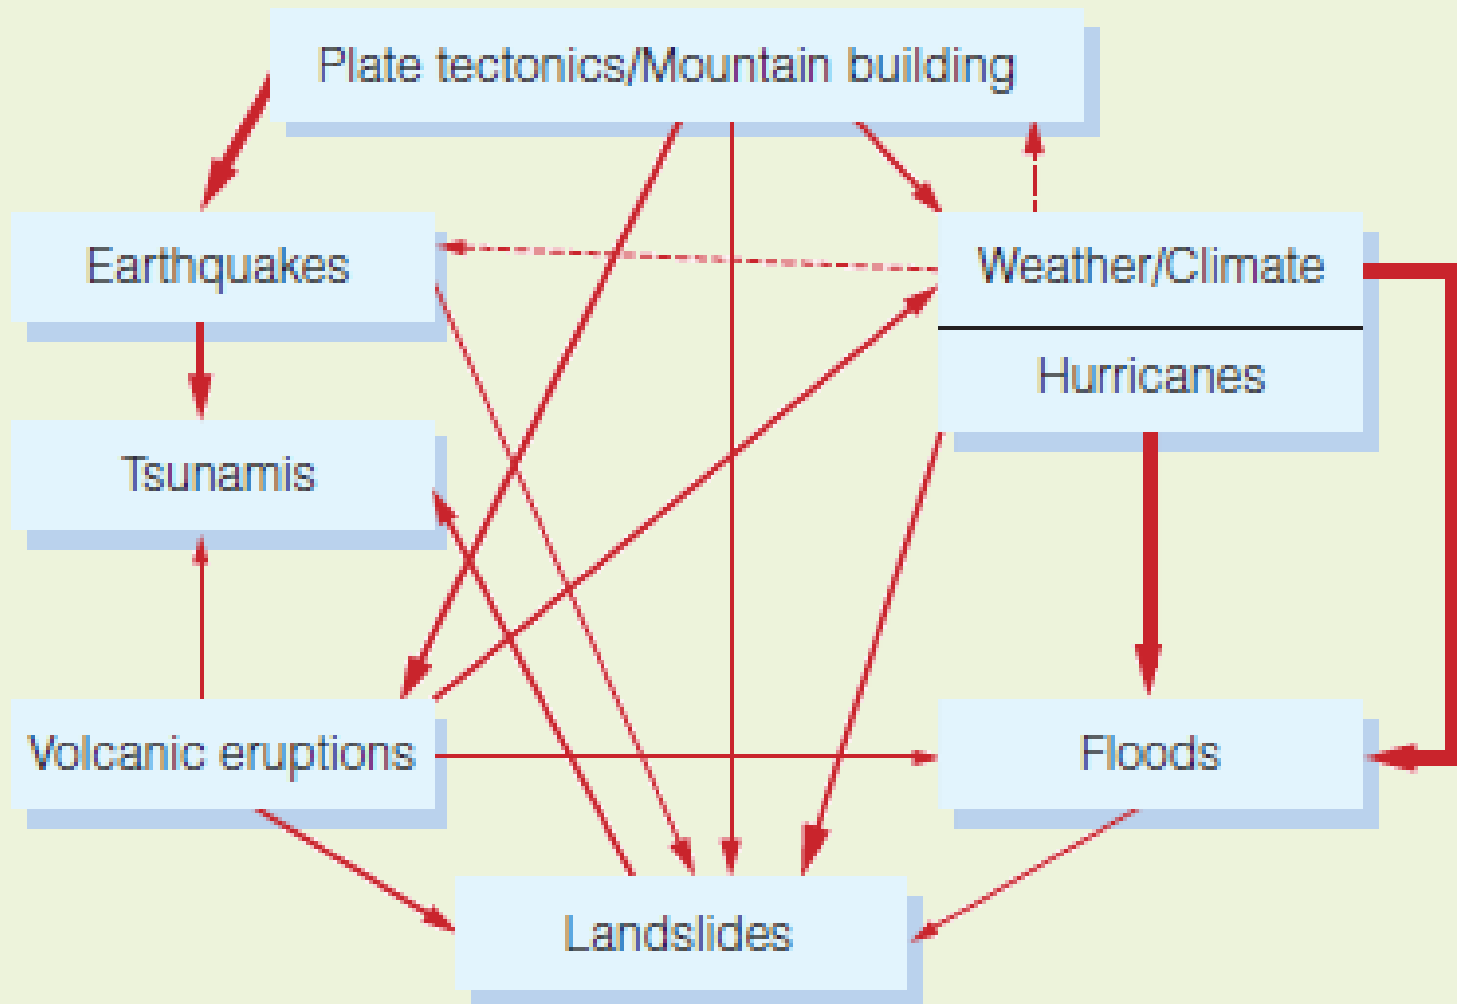 Plate tectonics/Mountain building
Earthquakes
Weather/Climate
Hurricanes
Tsunamis
Volcanic eruptions
Floods
Landslides